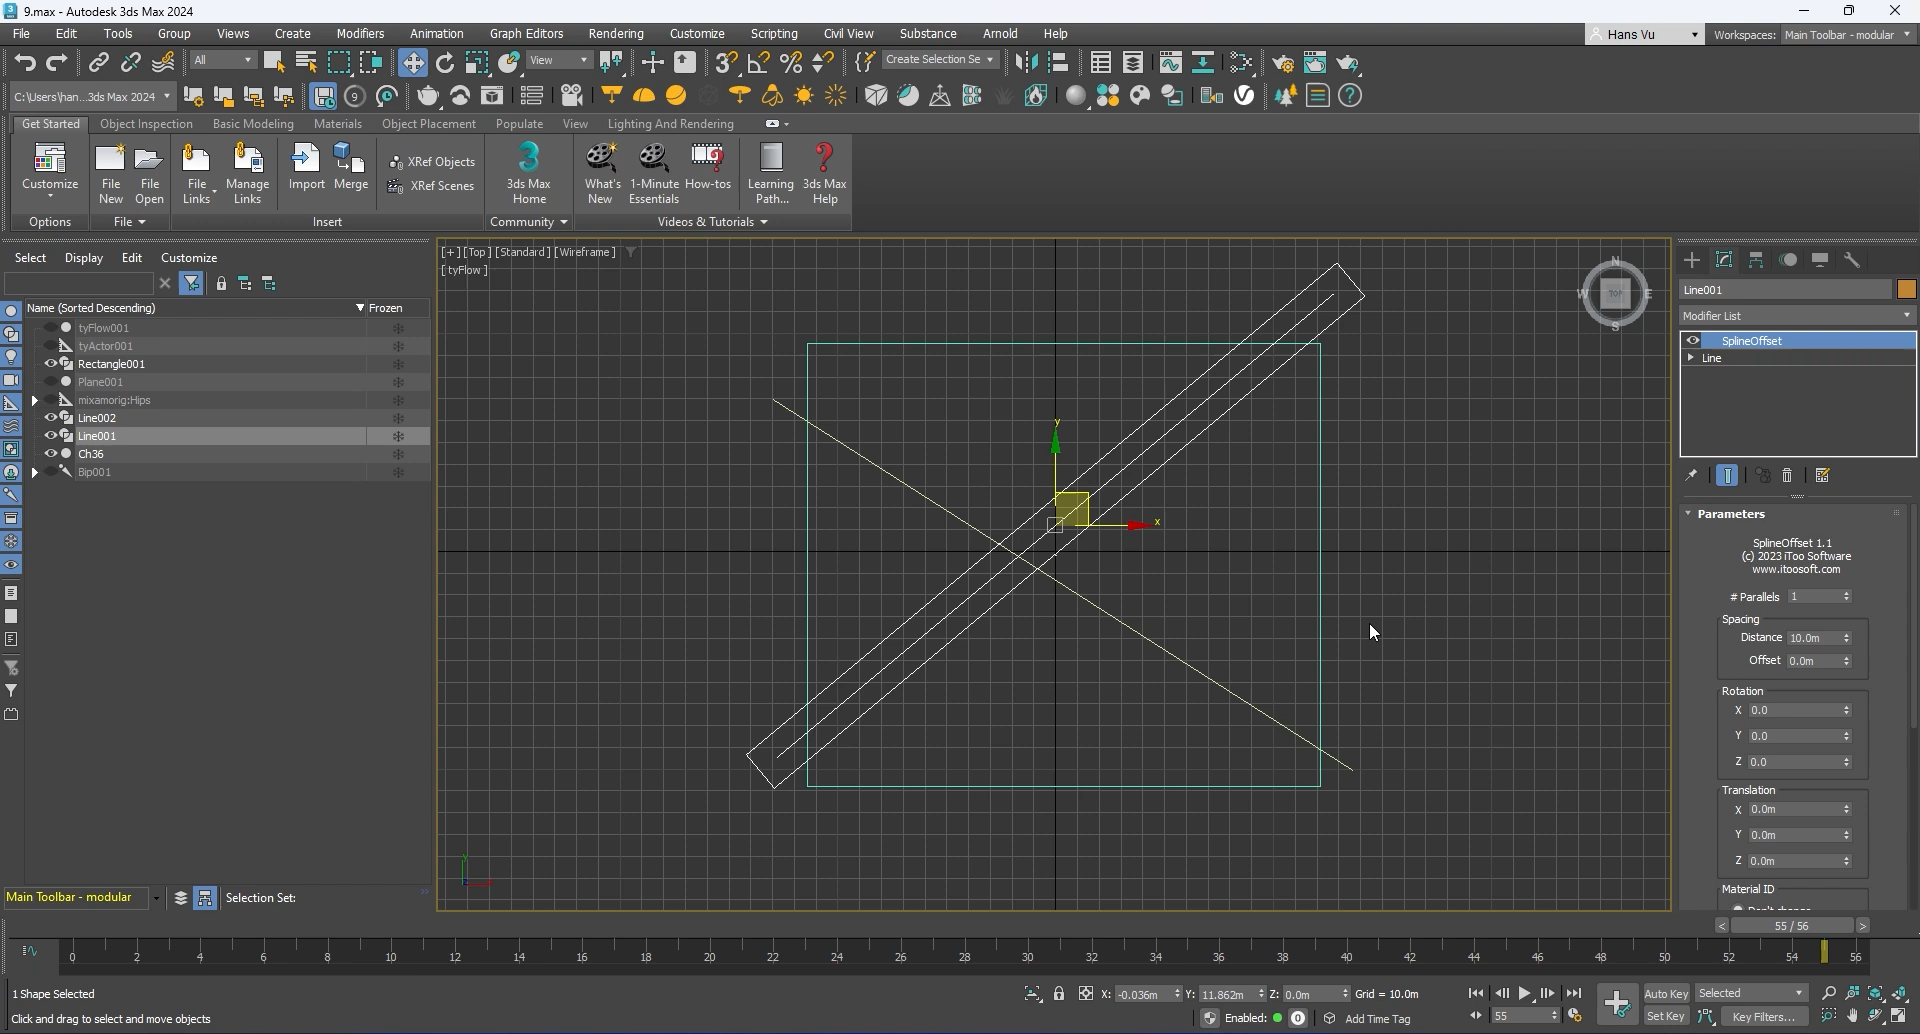 9.max - Autodesk 3ds Max 2024
File Edit Tools Group Views Create Modifiers Animation Graph Editors Rendering Customize Scripting Civil View Substance Arnold Help Hans Vu Workspaces: Main Toolbar - modular
All View Create Selection Se
C:\Users\han...3ds Max 2024 9
Get Started Object Inspection Basic Modeling Materials Object Placement Populate View Lighting And Rendering
Customize
File New
File Open
File Links
Manage Links
Import Merge
XRef Objects
XRef Scenes
3ds Max Home
What's New
1-Minute Essentials
How-tos
Learning Path...
3ds Max Help
Options File Insert Community Videos & Tutorials
Select Display Edit Customize
Name (Sorted Descending) Frozen
tyFlow001
tyActor001
Rectangle001
Plane001
mixamorig:Hips
Line002
Line001
Ch36
Bip001
Main Toolbar - modular Selection Set:
[+] [Top] [Standard] [Wireframe]
[tyFlow]
y
x
N
W TOP E
S
y
Line001
Modifier List
SplineOffset
Line
Parameters
SplineOffset 1.1
(c) 2023 iToo Software
www.itoosoft.com
# Parallels 1
Spacing
Distance 10.0m
Offset 0.0m
Rotation
X 0.0
Y 0.0
Z 0.0
Translation
X 0.0m
Y 0.0m
Z 0.0m
Material ID
Don't change
< 55 / 56 >
0 2 4 6 8 10 12 14 16 18 20 22 24 26 28 30 32 34 36 38 40 42 44 46 48 50 52 54 56
1 Shape Selected X: -0.036m Y: 11.862m Z: 0.0m Grid = 10.0m Auto Key Selected
Click and drag to select and move objects Enabled: 0 Add Time Tag 55 Set Key Key Filters...